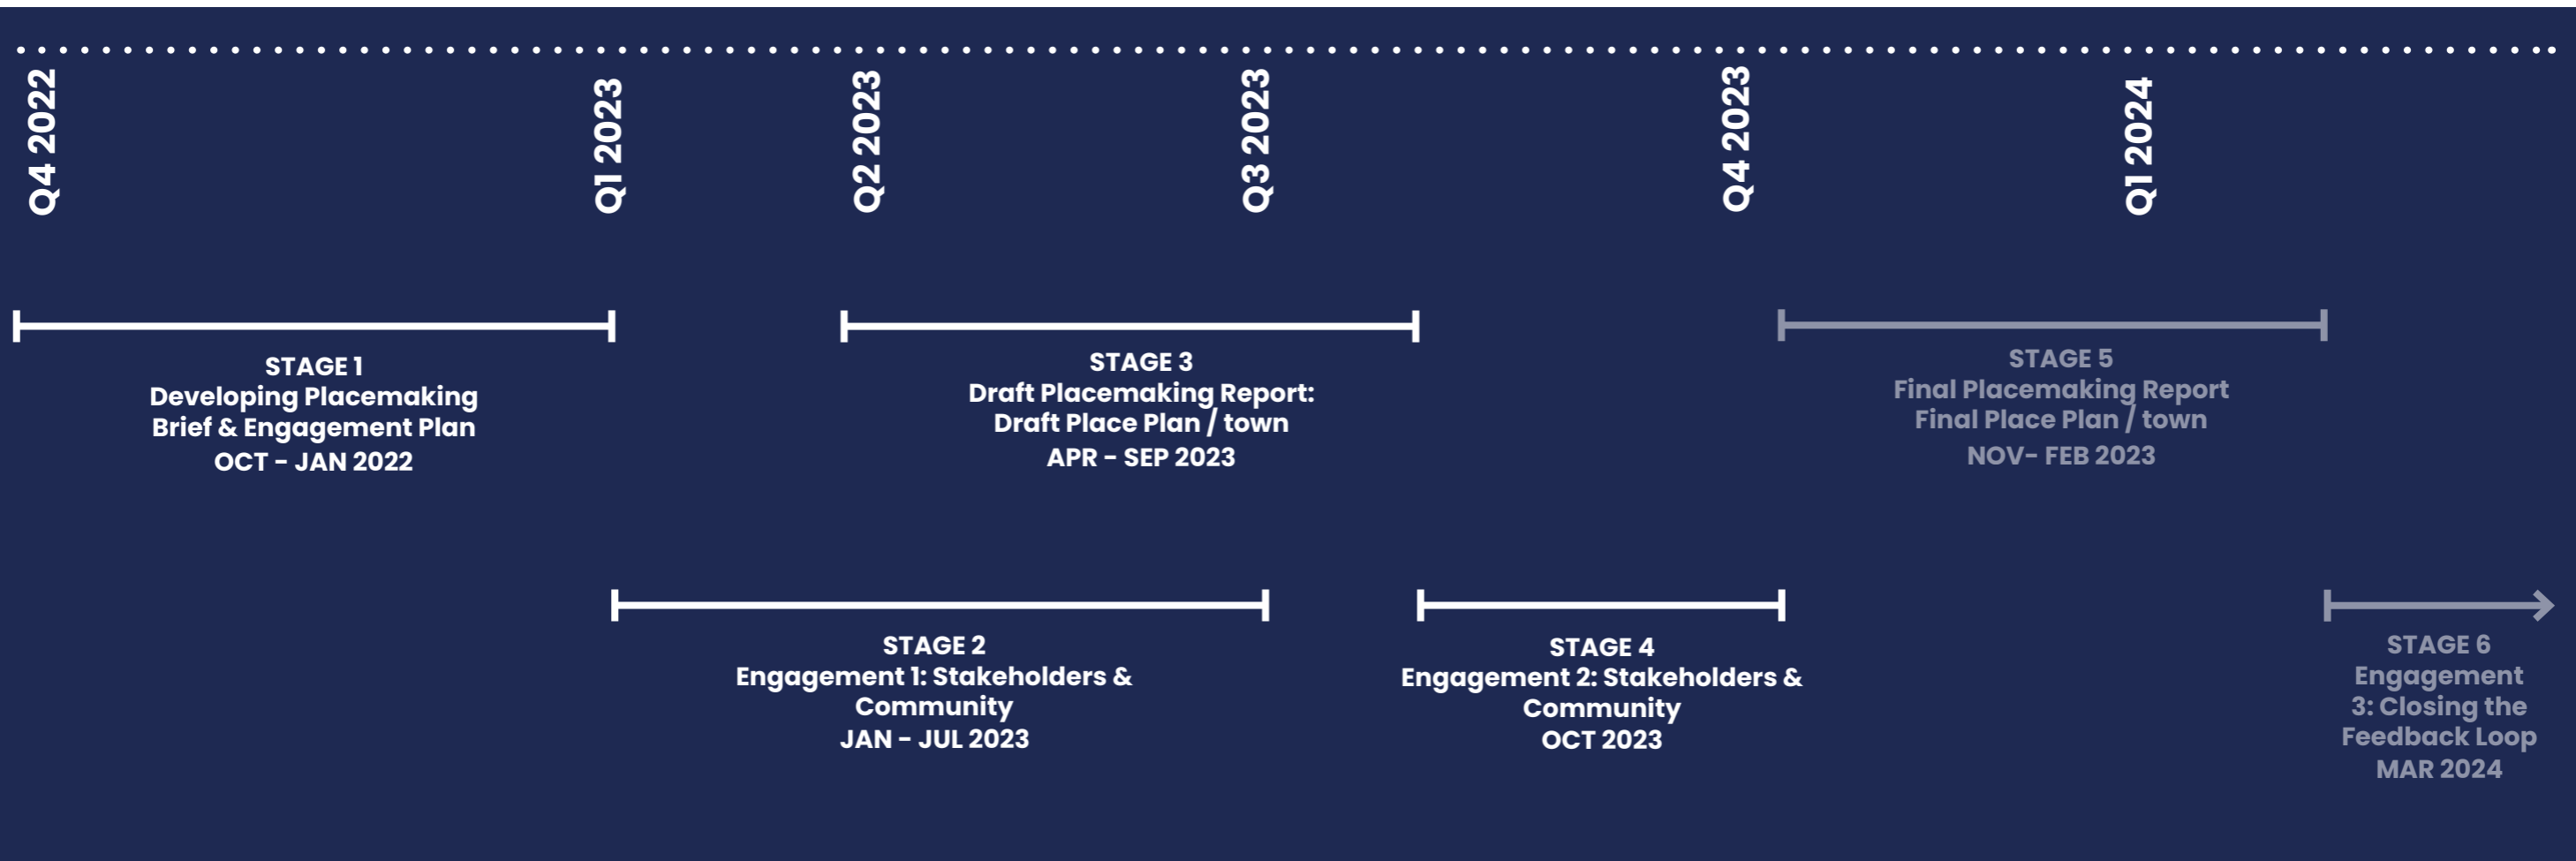 Q4 2022
Q1 2023
Q2 2023
Q3 2023
Q4 2023
Q1 2024
STAGE 1
Developing Placemaking
Brief & Engagement Plan
OCT - JAN 2022
STAGE 3
Draft Placemaking Report:
Draft Place Plan / town
APR - SEP 2023
STAGE 5
Final Placemaking Report
Final Place Plan / town
NOV- FEB 2023
STAGE 2
Engagement 1: Stakeholders &
Community
JAN - JUL 2023
STAGE 4
Engagement 2: Stakeholders &
Community
OCT 2023
STAGE 6
Engagement
3: Closing the
Feedback Loop
MAR 2024